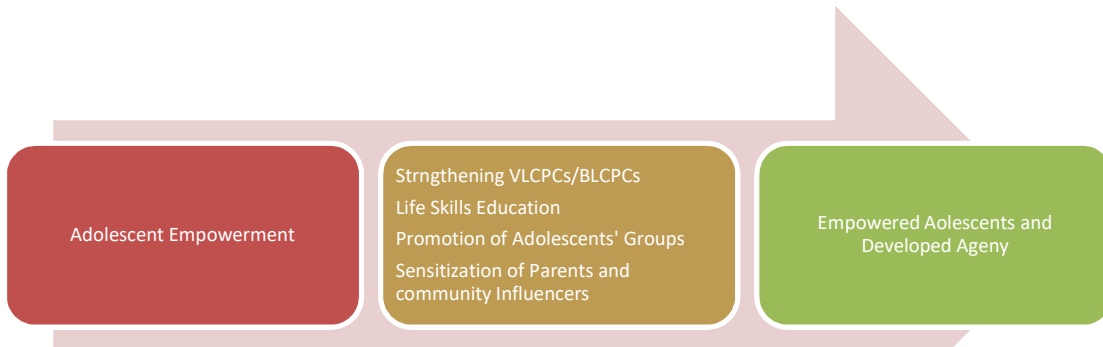 Adolescent Empowerment
Strngthening VLCPCs/BLCPCs
Life Skills Education
Promotion of Adolescents' Groups
Sensitization of Parents and
community Influencers
Empowered Aolescents and
Developed Ageny